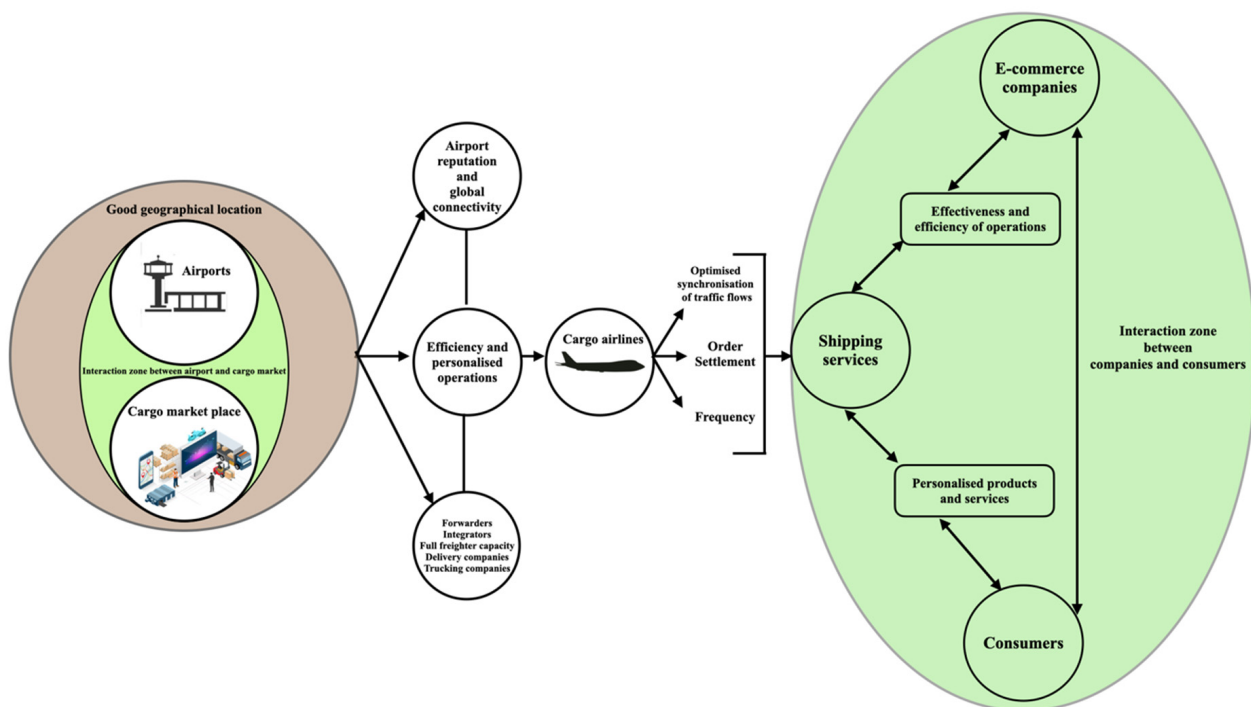 Good geographical location
Airports
Interaction zone between airport and cargo market
Cargo market place
Airport
reputation
and
global
connectivity
Efficiency and
personalised
operations
Forwarders
Integrators
Full freighter capacity
Delivery companies
Trucking companies
Cargo airlines
Optimised
synchronisation
of traffic flows
Order
Settlement
Frequency
Shipping
services
E-commerce
companies
Effectiveness and
efficiency of operations
Personalised products
and services
Consumers
Interaction zone
between
companies and consumers